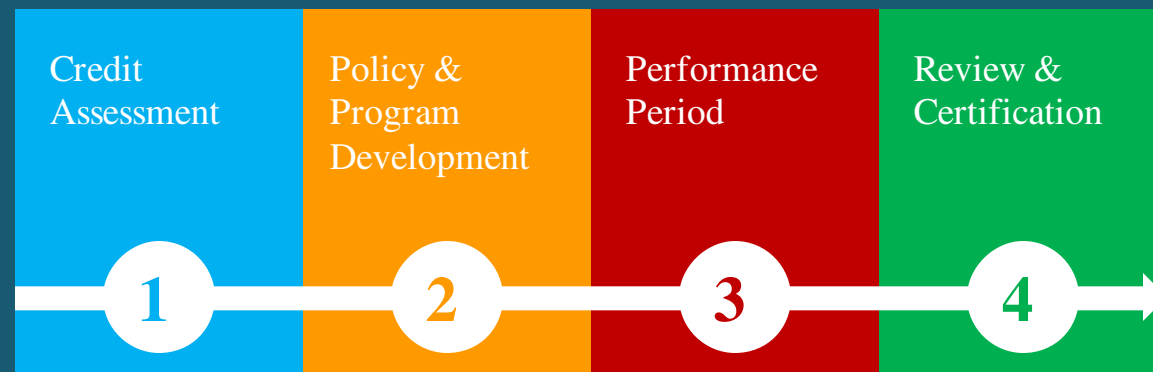 Credit
Assessment
1
Policy &
Program
Development
2
Performance
Period
3
Review &
Certification
4